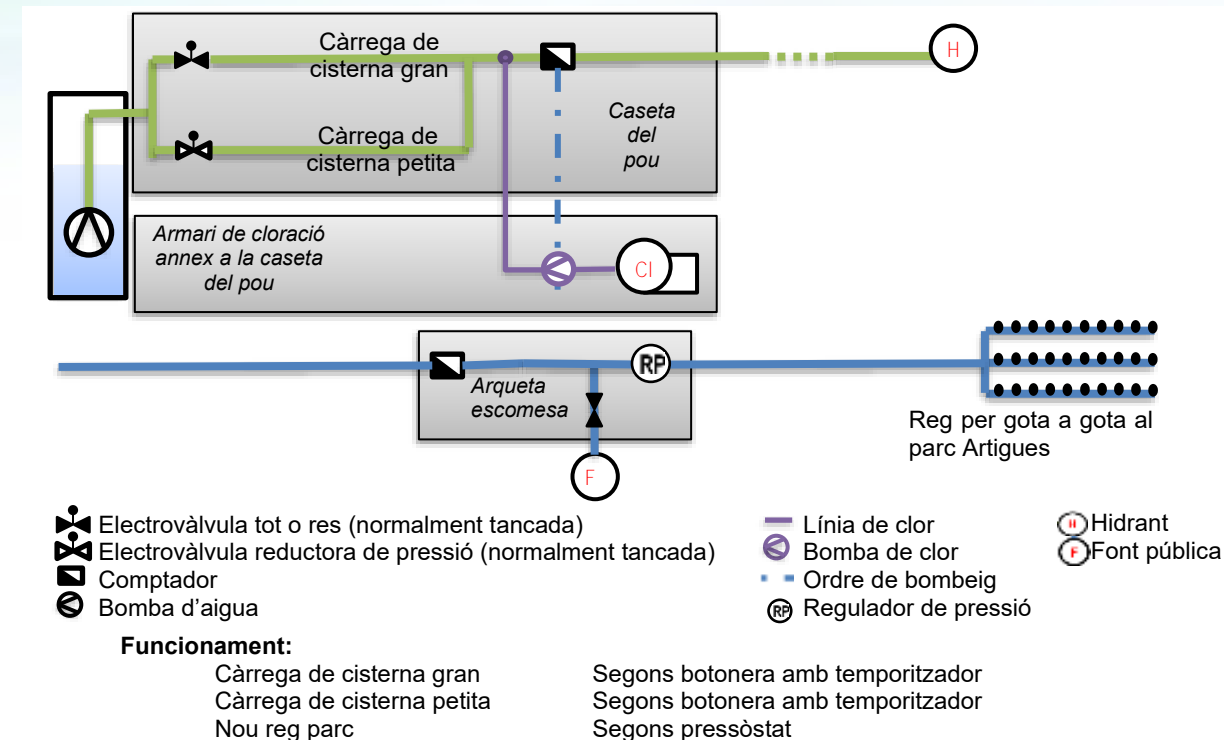 Càrrega de
cisterna gran
H
Càrrega de
cisterna petita
Caseta
del
pou
Armari de cloració
annex a la caseta
del pou
Cl
RP
Arqueta
escomesa
F
Reg per gota a gota al
parc Artigues
Electrovàlvula tot o res (normalment tancada)
Electrovàlvula reductora de pressió (normalment tancada)
Comptador
Bomba d’aigua
Línia de clor
Bomba de clor
Ordre de bombeig
RP Regulador de pressió
H Hidrant
F Font pública
Funcionament:
Càrrega de cisterna gran Segons botonera amb temporitzador
Càrrega de cisterna petita Segons botonera amb temporitzador
Nou reg parc Segons pressòstat